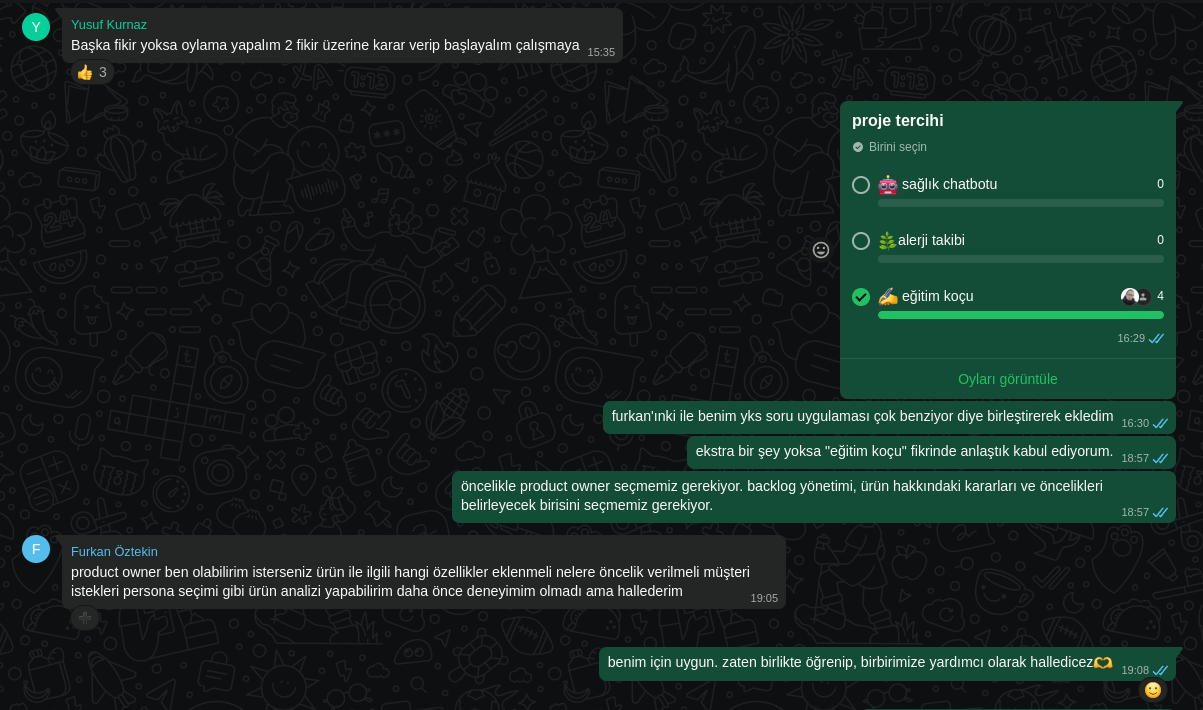 Y
Yusuf Kurnaz
Başka fikir yoksa oylama yapalım 2 fikir üzerine karar verip başlayalım çalışmaya 15:35
👍 3
proje tercihi
Birini seçin
🤖 sağlık chatbotu 0
🌿alerji takibi 0
✍️ eğitim koçu 4
16:29
Oyları görüntüle
furkan'ınki ile benim yks soru uygulaması çok benziyor diye birleştirerek ekledim 16:30
ekstra bir şey yoksa "eğitim koçu" fikrinde anlaştık kabul ediyorum. 18:57
öncelikle product owner seçmemiz gerekiyor. backlog yönetimi, ürün hakkındaki kararları ve öncelikleri
belirleyecek birisini seçmemiz gerekiyor. 18:57
F
Furkan Öztekin
product owner ben olabilirim isterseniz ürün ile ilgili hangi özellikler eklenmeli nelere öncelik verilmeli müşteri
istekleri persona seçimi gibi ürün analizi yapabilirim daha önce deneyimim olmadı ama hallederim 19:05
benim için uygun. zaten birlikte öğrenip, birbirimize yardımcı olarak halledicez🫶 19:08
🙂